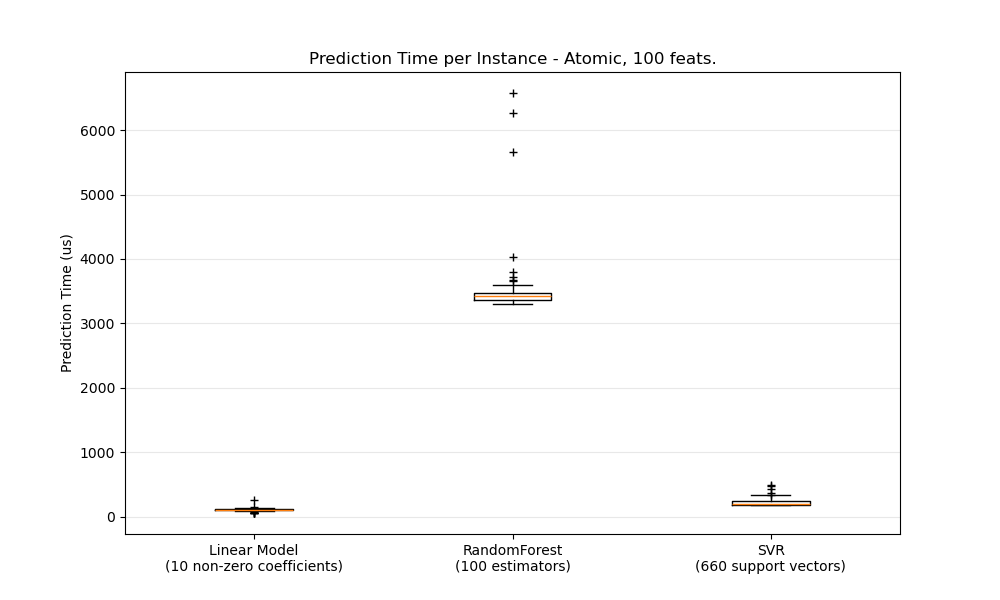 Prediction Time per Instance - Atomic, 100 feats.
6000
5000
4000
3000
2000
1000
0
Prediction Time (us)
Linear Model
(10 non-zero coefficients)
RandomForest
(100 estimators)
SVR
(660 support vectors)